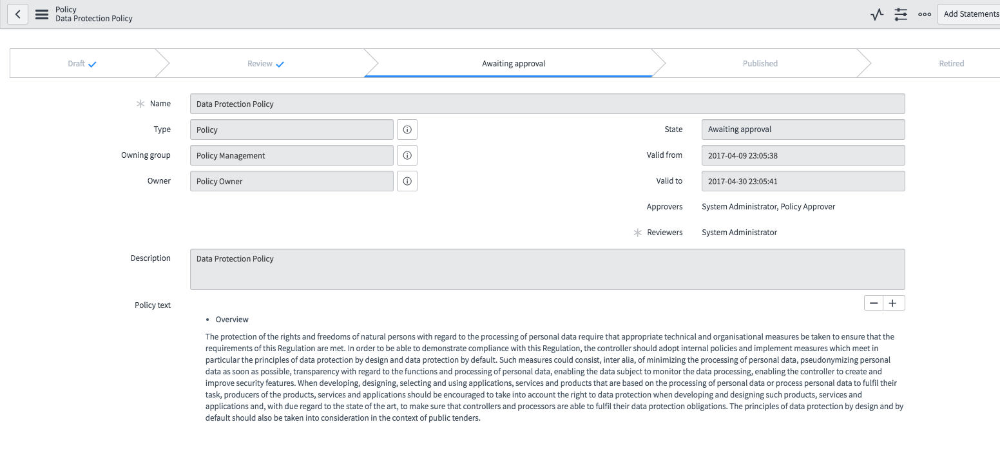 Policy
Data Protection Policy
Add Statements
Draft
Review
Awaiting approval
Published
Retired
Name
Data Protection Policy
Type
Policy
State
Awaiting approval
Owning group
Policy Management
Valid from
2017-04-09 23:05:38
Owner
Policy Owner
Valid to
2017-04-30 23:05:41
Approvers
System Administrator, Policy Approver
Reviewers
System Administrator
Description
Data Protection Policy
Policy text
• Overview
The protection of the rights and freedoms of natural persons with regard to the processing of personal data require that appropriate technical and organisational measures be taken to ensure that the
requirements of this Regulation are met. In order to be able to demonstrate compliance with this Regulation, the controller should adopt internal policies and implement measures which meet in
particular the principles of data protection by design and data protection by default. Such measures could consist, inter alia, of minimizing the processing of personal data, pseudonymizing personal
data as soon as possible, transparency with regard to the functions and processing of personal data, enabling the data subject to monitor the data processing, enabling the controller to create and
improve security features. When developing, designing, selecting and using applications, services and products that are based on the processing of personal data or process personal data to fulfil their
task, producers of the products, services and applications should be encouraged to take into account the right to data protection when developing and designing such products, services and
applications and, with due regard to the state of the art, to make sure that controllers and processors are able to fulfil their data protection obligations. The principles of data protection by design and by
default should also be taken into consideration in the context of public tenders.